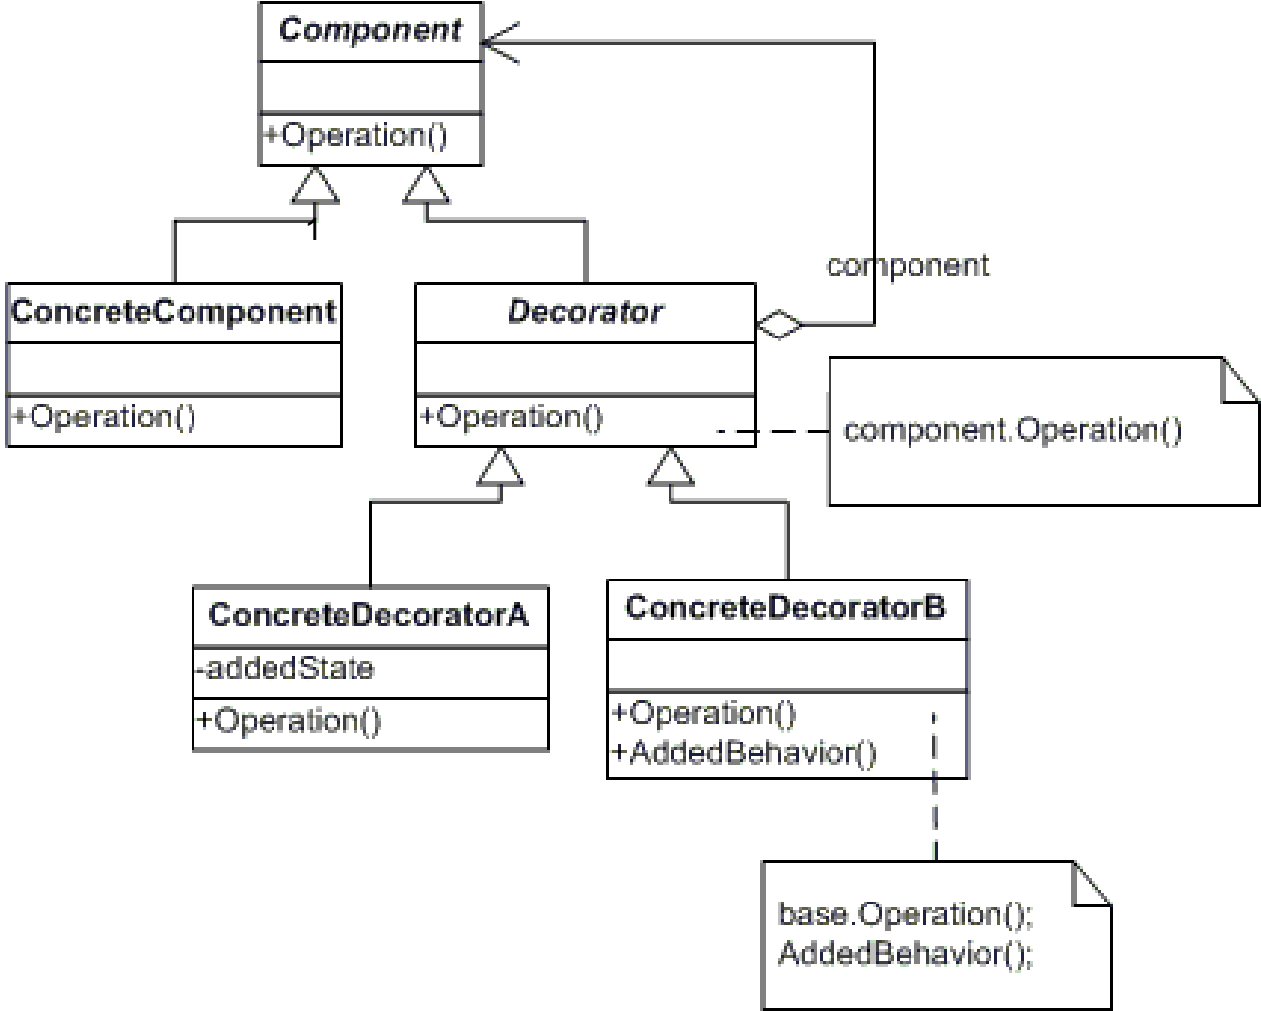 Component
+Operation()
component
ConcreteComponent
+Operation()
Decorator
+Operation()
component.Operation()
ConcreteDecoratorA
-addedState
+Operation()
ConcreteDecoratorB
+Operation()
+AddedBehavior()
base.Operation();
AddedBehavior();